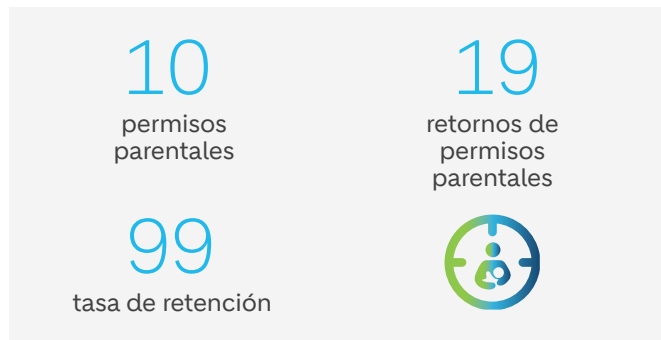 10
permisos
parentales
19
retornos de
permisos
parentales
99
tasa de retención